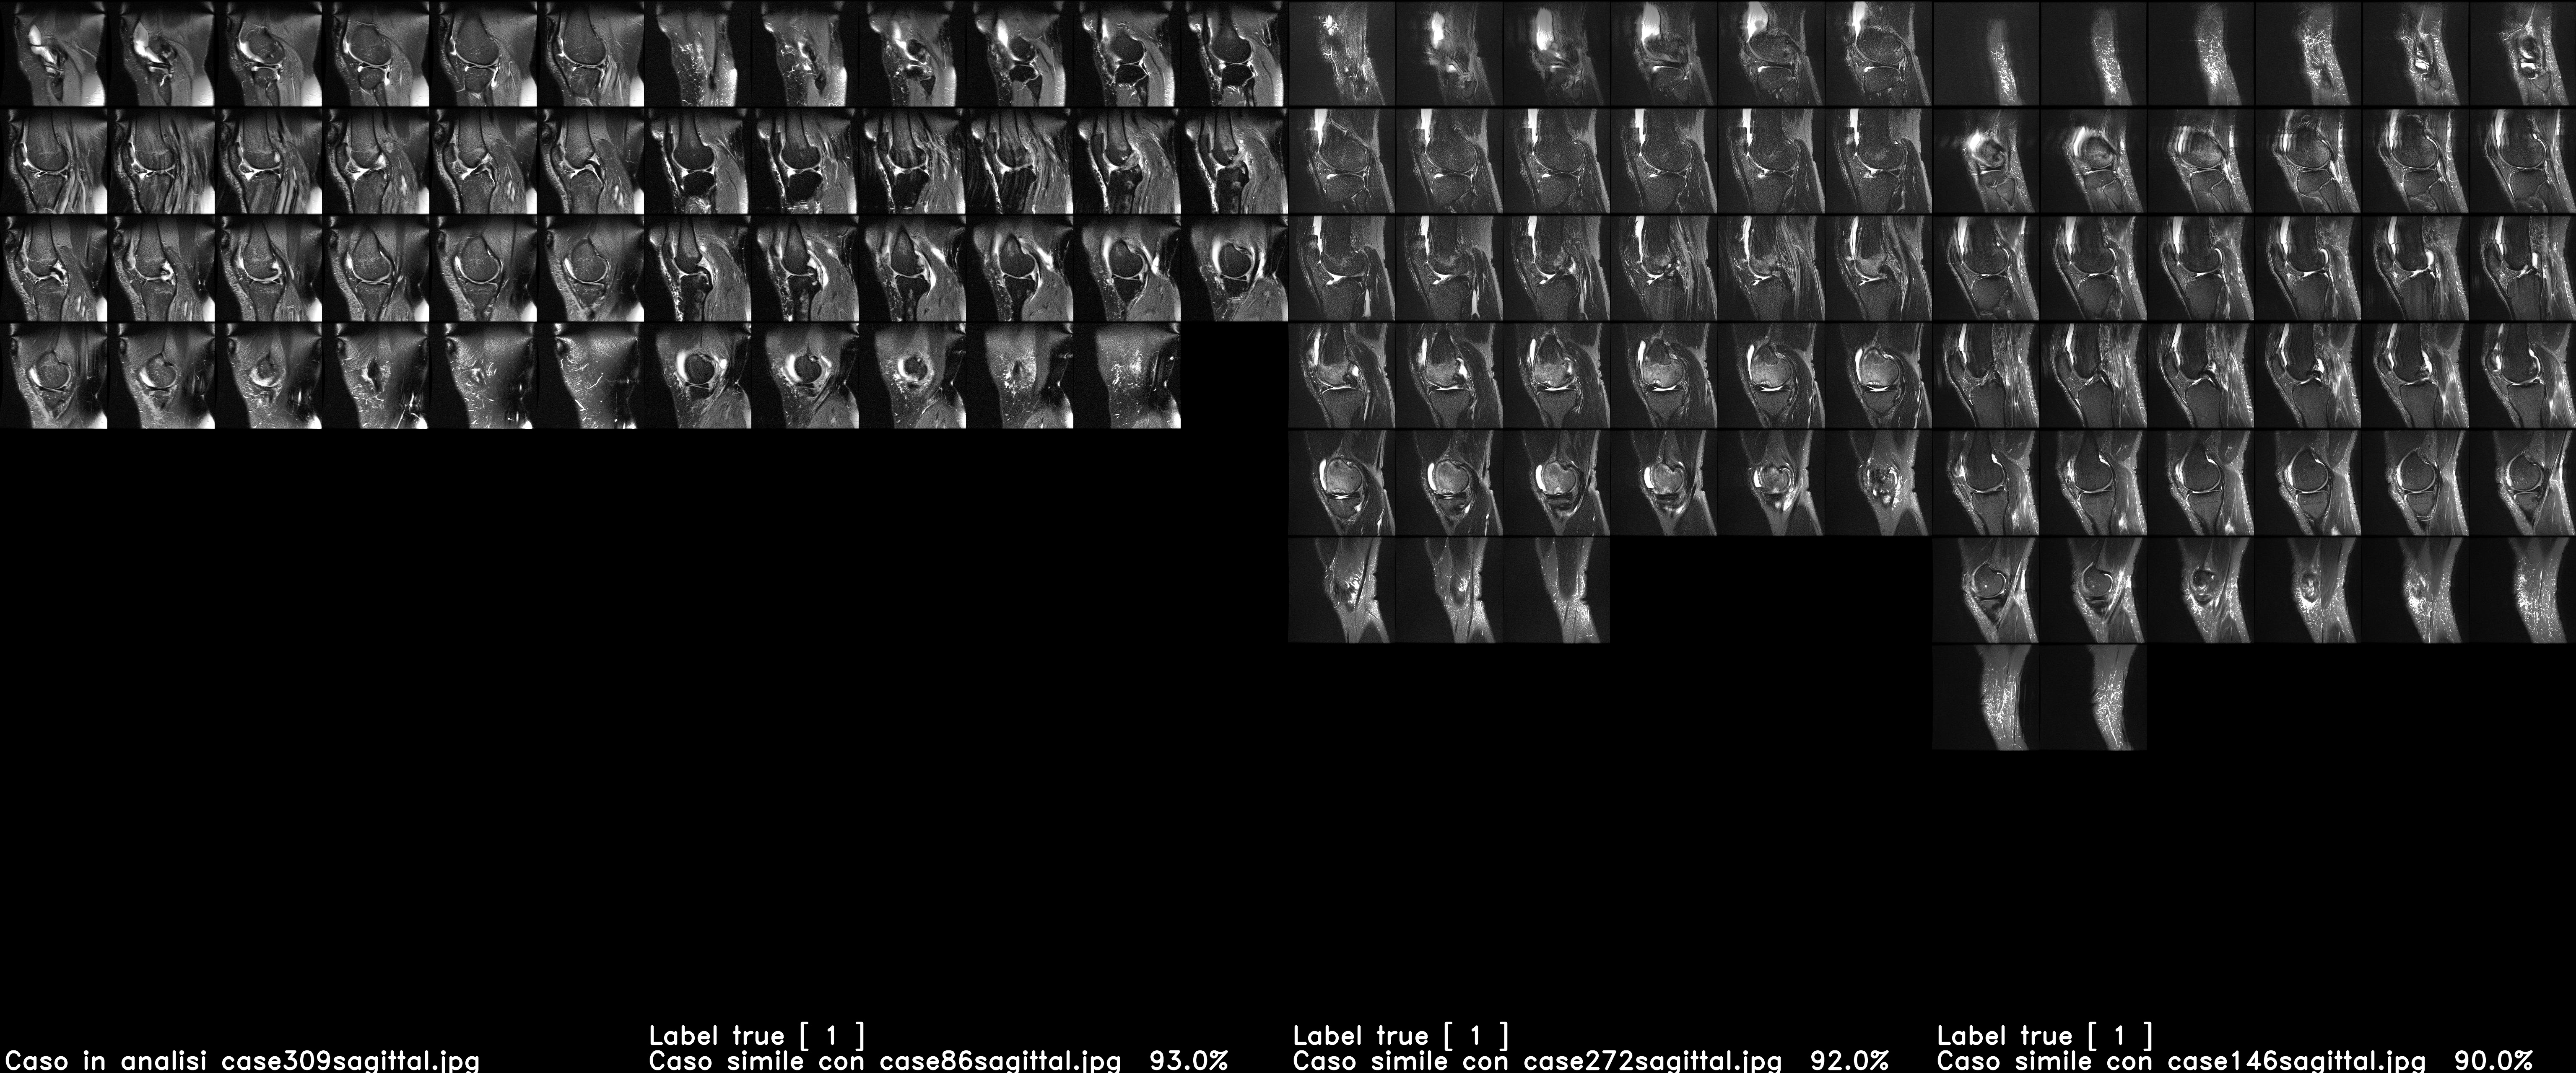 Caso in analisi case309sagittal.jpg
Label true [ 1 ]
Caso simile con case86sagittal.jpg 93.0%
Label true [ 1 ]
Caso simile con case272sagittal.jpg 92.0%
Label true [ 1 ]
Caso simile con case146sagittal.jpg 90.0%